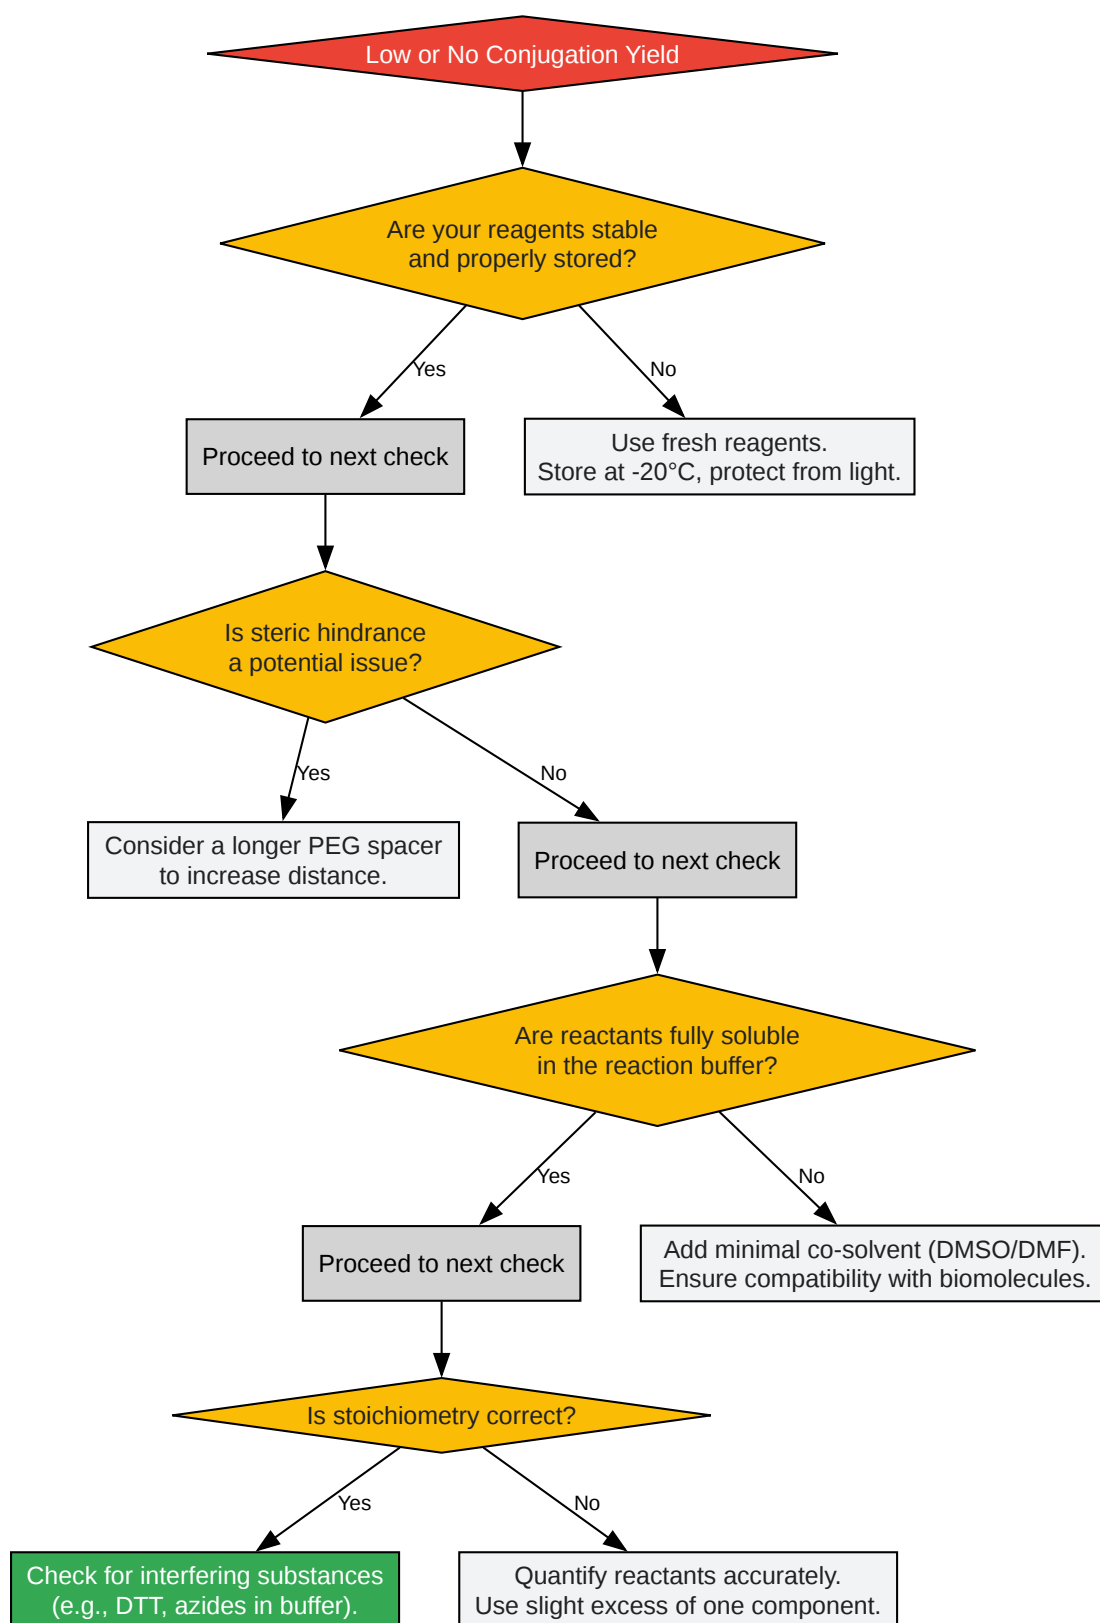 Low or No Conjugation Yield
Are your reagents stable
and properly stored?
Yes
No
Proceed to next check
Use fresh reagents.
Store at -20°C, protect from light.
Is steric hindrance
a potential issue?
Yes
No
Consider a longer PEG spacer
to increase distance.
Proceed to next check
Are reactants fully soluble
in the reaction buffer?
Yes
No
Proceed to next check
Add minimal co-solvent (DMSO/DMF).
Ensure compatibility with biomolecules.
Is stoichiometry correct?
Yes
No
Check for interfering substances
(e.g., DTT, azides in buffer).
Quantify reactants accurately.
Use slight excess of one component.